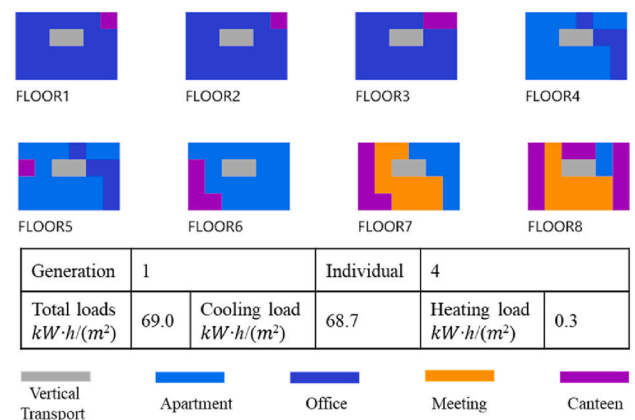 FLOOR1 FLOOR2 FLOOR3 FLOOR4
FLOOR5 FLOOR6 FLOOR7 FLOOR8
Generation 1 Individual 4
Total loads kW·h/(m²) 69.0 Cooling load kW·h/(m²) 68.7 Heating load kW·h/(m²) 0.3
Vertical Transport Apartment Office Meeting Canteen